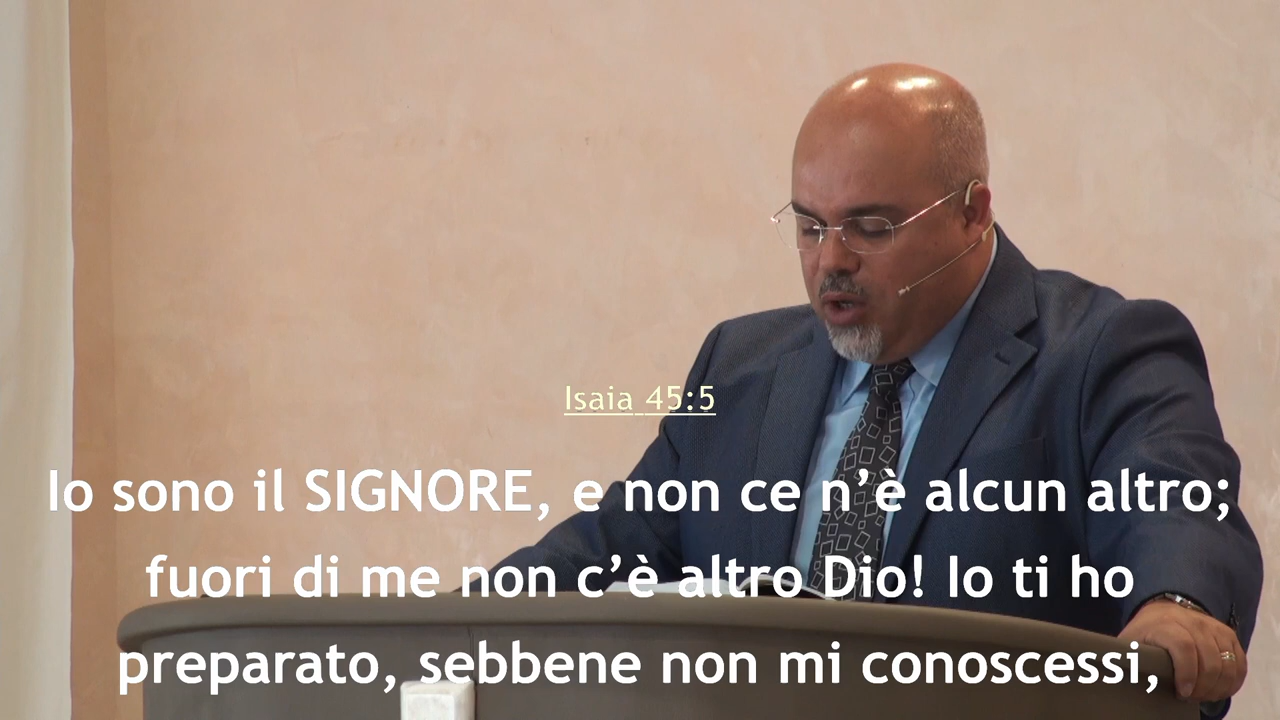 Isaia 45:5
Io sono il SIGNORE, e non ce n’è alcun altro;
fuori di me non c’è altro Dio! Io ti ho
preparato, sebbene non mi conoscessi,